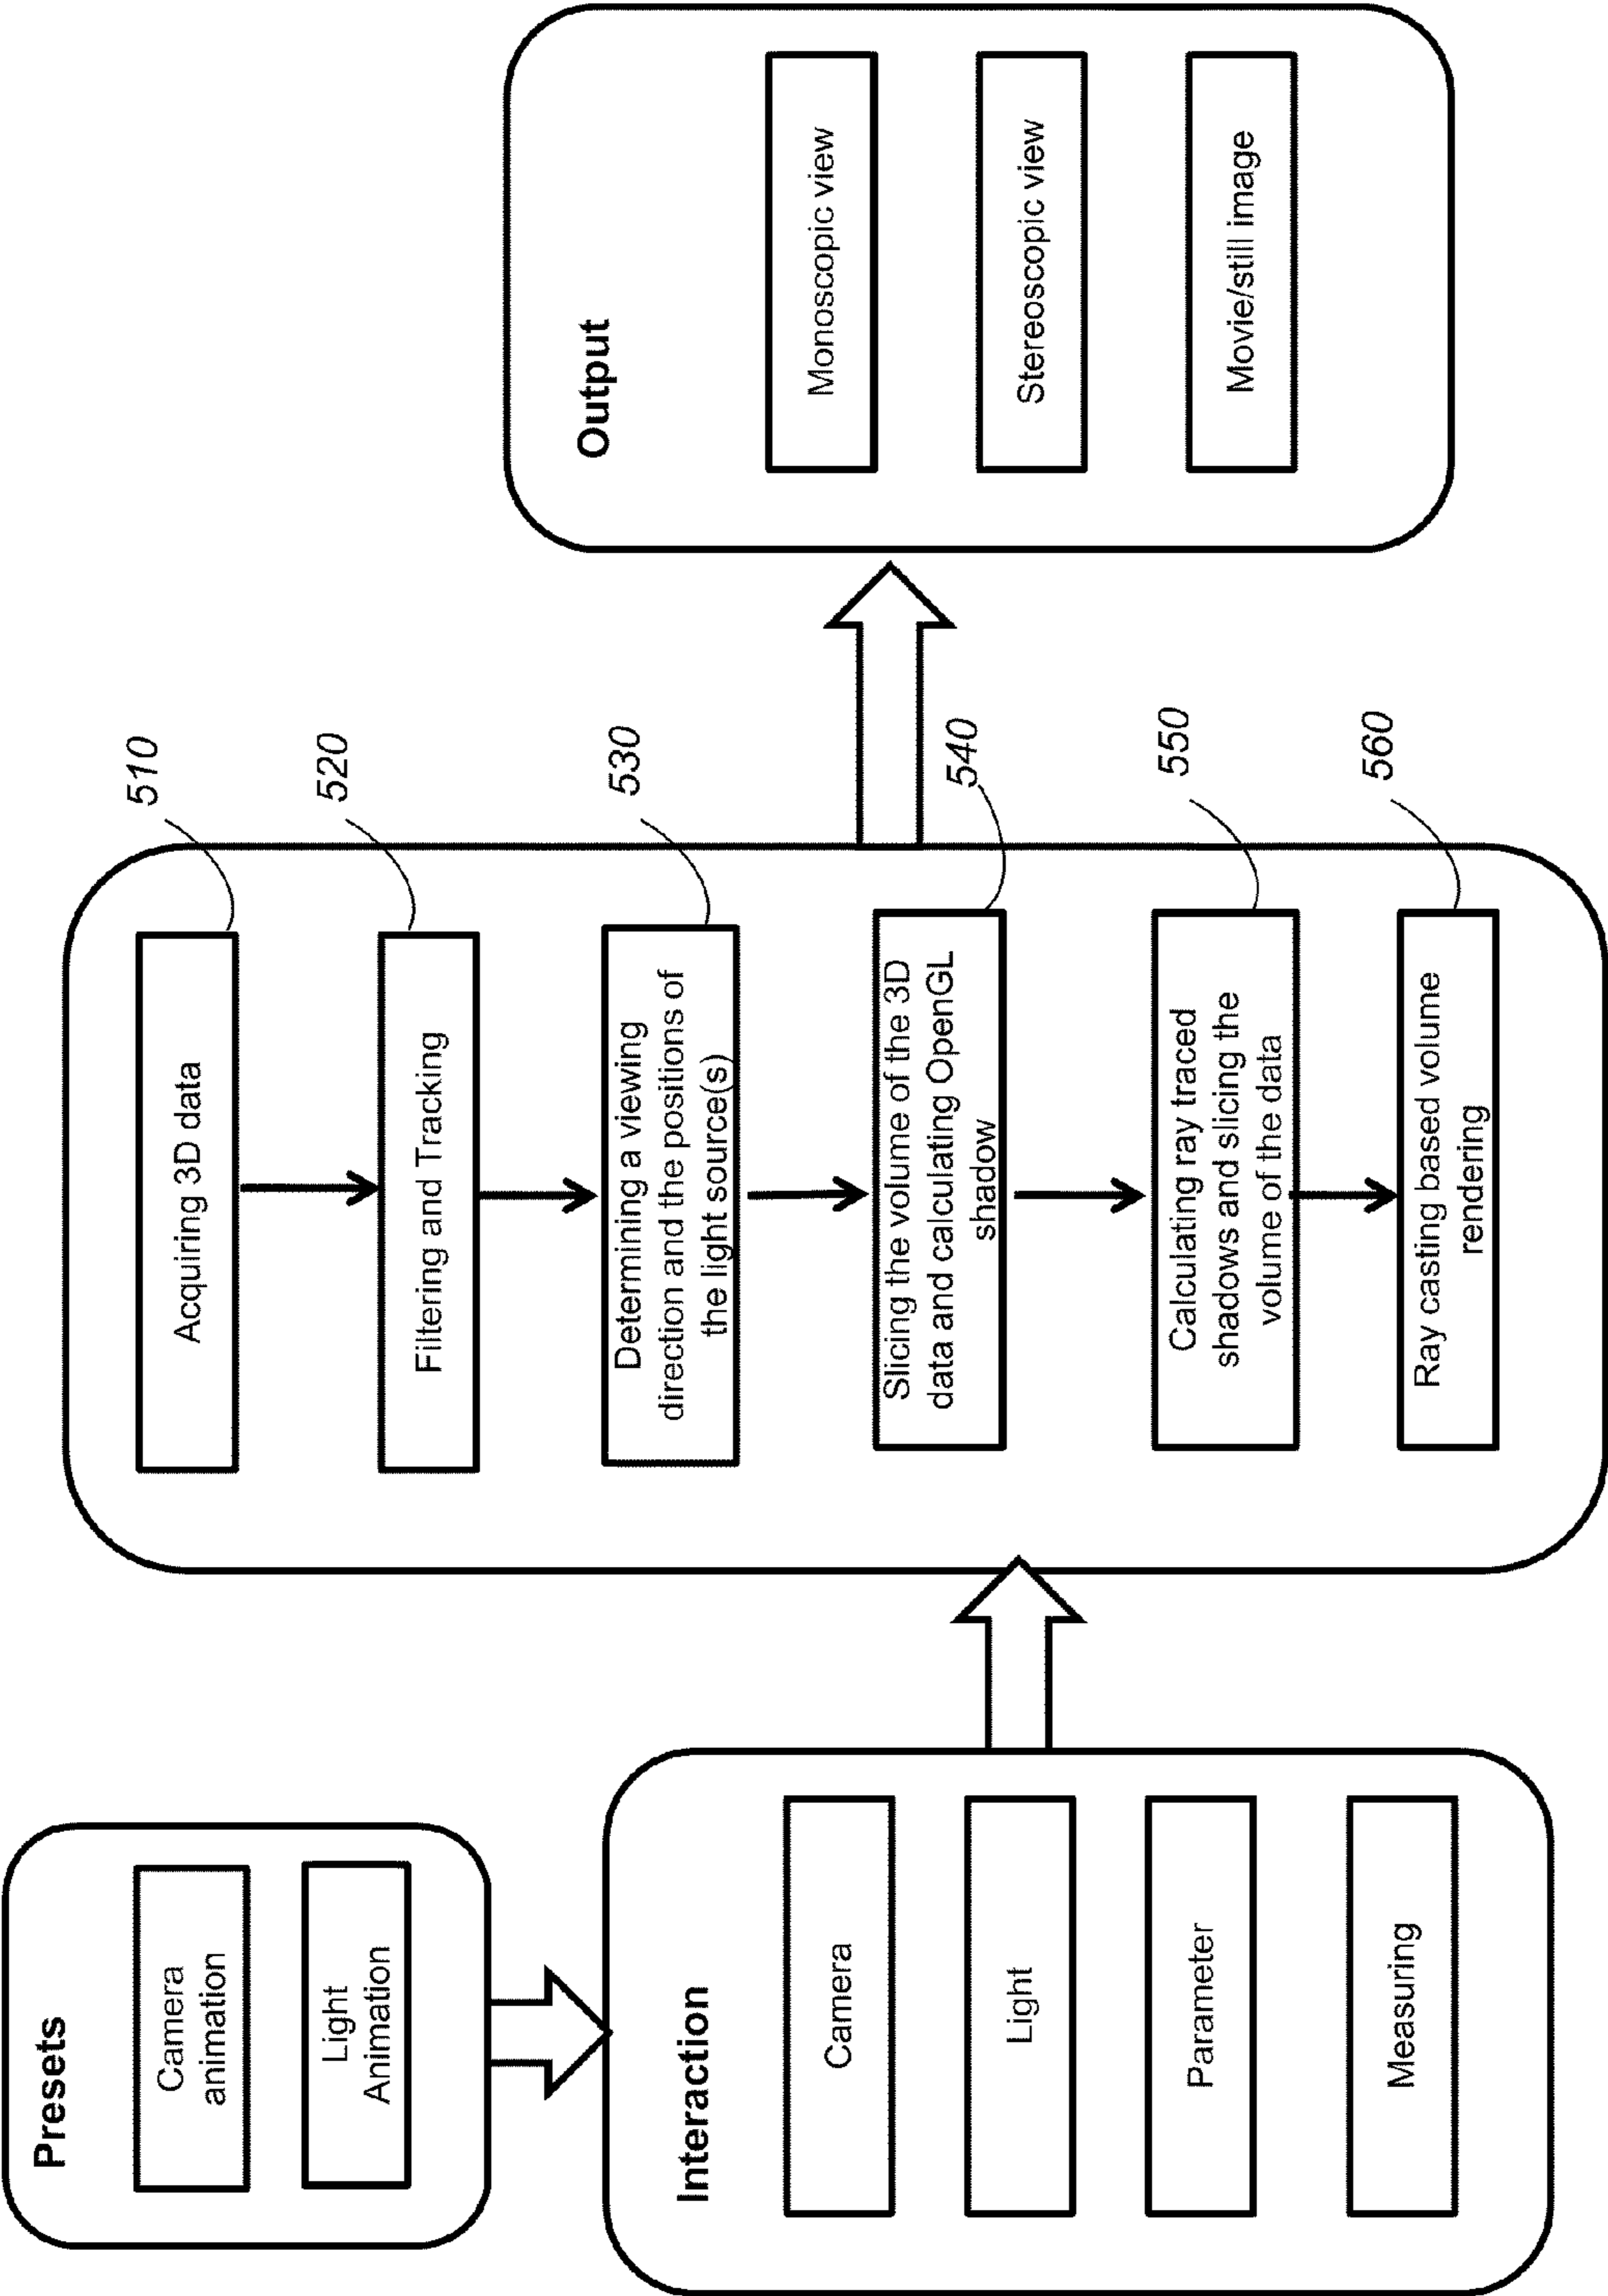 Presets
Camera
animation
Light
Animation
Interaction
Camera
Light
Parameter
Measuring
Acquiring 3D data
510
Filtering and Tracking
520
Determining a viewing
direction and the positions of
the light source(s)
530
Slicing the volume of the 3D
data and calculating OpenGL
shadow
540
Calculating ray traced
shadows and slicing the
volume of the data
550
Ray casting based volume
rendering
560
Output
Monoscopic view
Stereoscopic view
Movie/still image